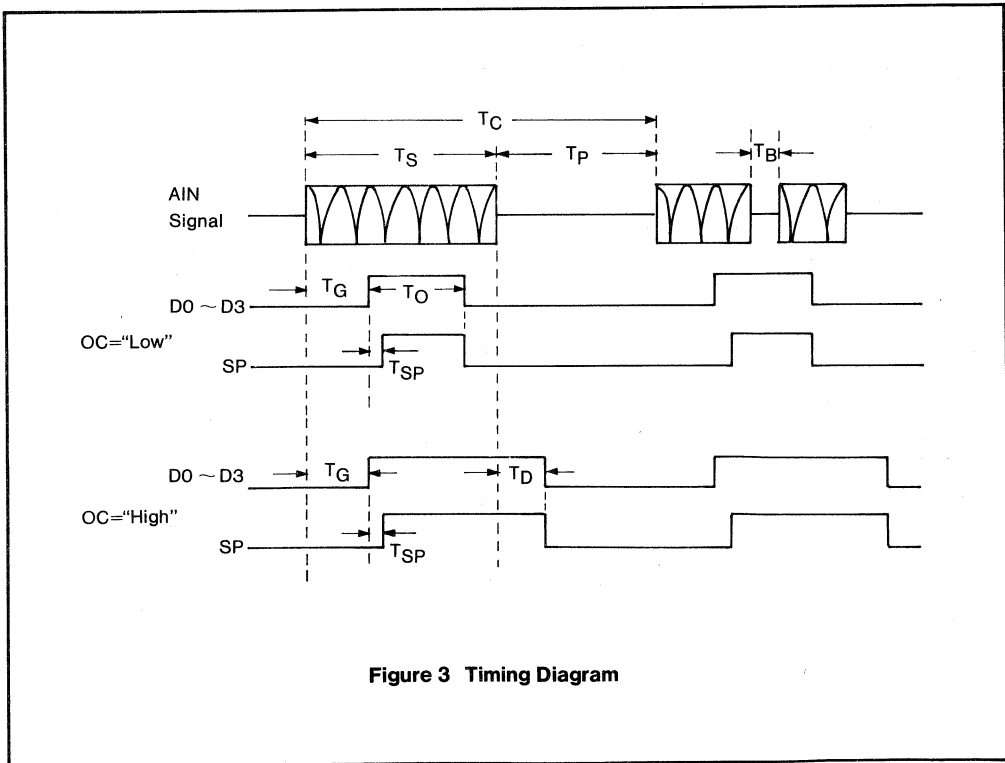 TC
TS
TP
TB
AIN
Signal
TG
TO
D0 ~ D3
OC="Low"
SP
TSP
TG
TD
D0 ~ D3
OC="High"
SP
TSP
Figure 3 Timing Diagram